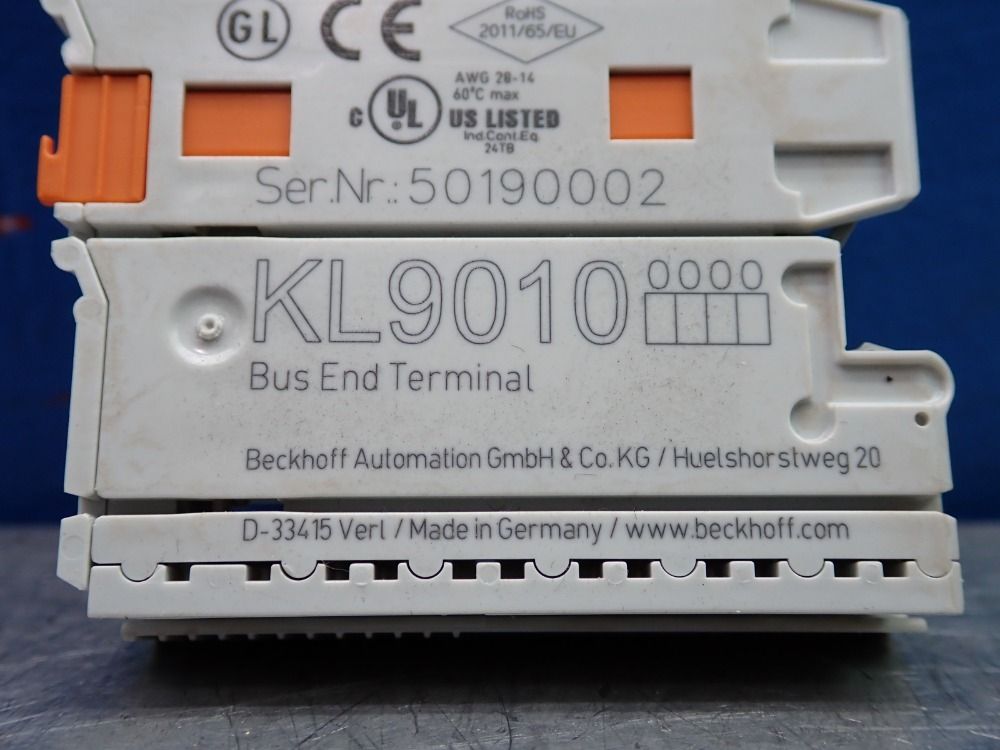 GL CE RoHS
2011/65/EU
AWG 28-14
60°C max
C UL US LISTED
Ind.Cont.Eq.
24TB
Ser.Nr.: 50190002
KL9010 0000
Bus End Terminal
Beckhoff Automation GmbH & Co. KG / Huelshorstweg 20
D-33415 Verl / Made in Germany / www.beckhoff.com